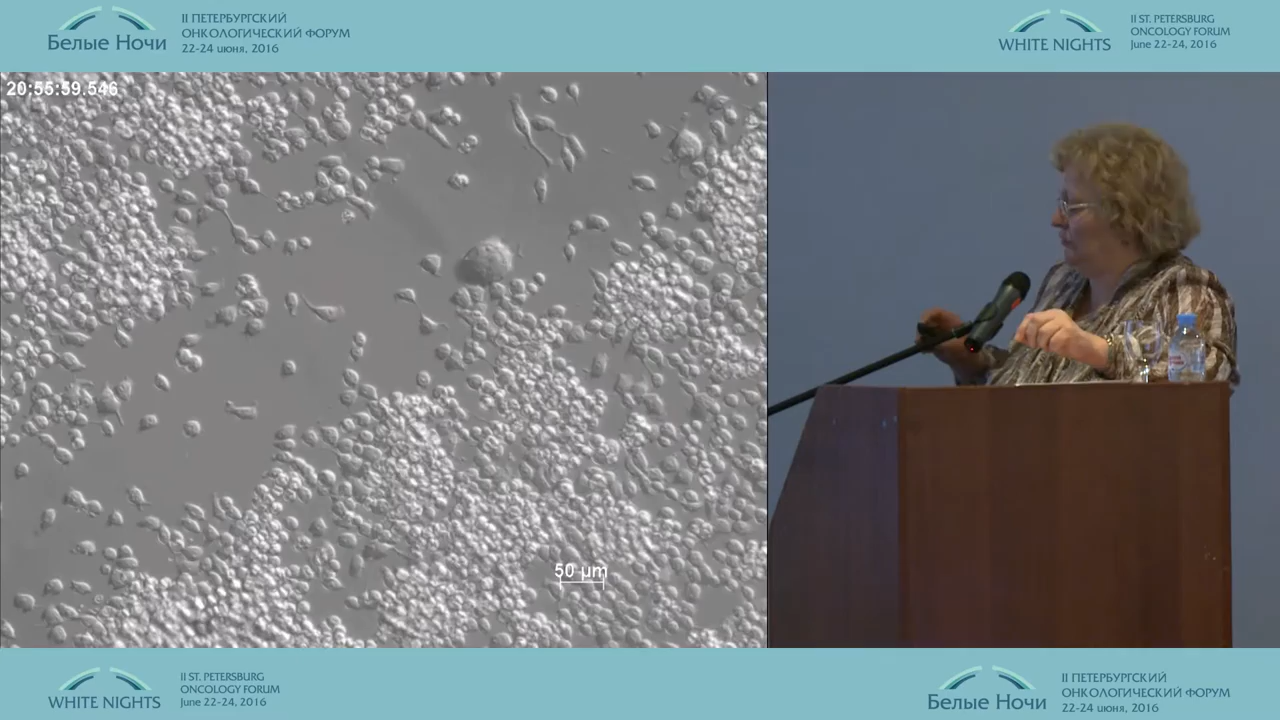 Белые Ночи
II ПЕТЕРБУРГСКИЙ
ОНКОЛОГИЧЕСКИЙ ФОРУМ
22-24 июня, 2016
WHITE NIGHTS
II ST. PETERSBURG
ONCOLOGY FORUM
June 22-24, 2016
20:55:59.546
50 µm
WHITE NIGHTS
II ST. PETERSBURG
ONCOLOGY FORUM
June 22-24, 2016
Белые Ночи
II ПЕТЕРБУРГСКИЙ
ОНКОЛОГИЧЕСКИЙ ФОРУМ
22-24 июня, 2016